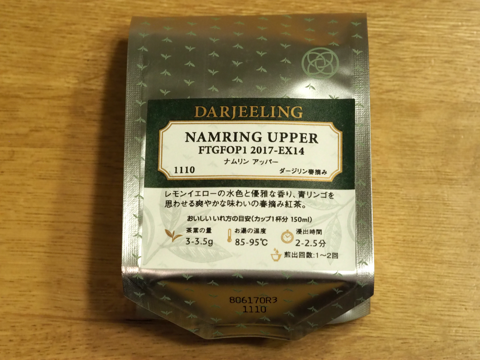 DARJEELING
NAMRING UPPER
FTGFOP1 2017-EX14
ナムリン アッパー
1110 ダージリン春摘み
レモンイエローの水色と優雅な香り、青リンゴを
思わせる爽やかな味わいの春摘み紅茶。
おいしいいれ方の目安(カップ1杯分 150ml)
茶葉の量 お湯の温度 浸出時間
3-3.5g 85-95℃ 2-2.5分
煎出回数:1~2回
806170R3
1110